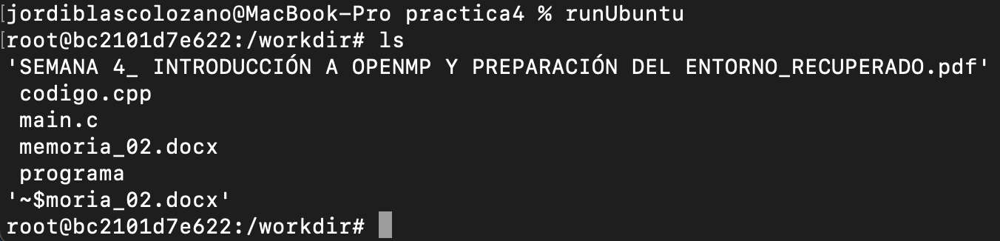 [jordiblascolozano@MacBook-Pro practica4 % runUbuntu
[root@bc2101d7e622:/workdir# ls
'SEMANA 4_ INTRODUCCIÓN A OPENMP Y PREPARACIÓN DEL ENTORNO_RECUPERADO.pdf'
codigo.cpp
main.c
memoria_02.docx
programa
'~$moria_02.docx'
root@bc2101d7e622:/workdir#